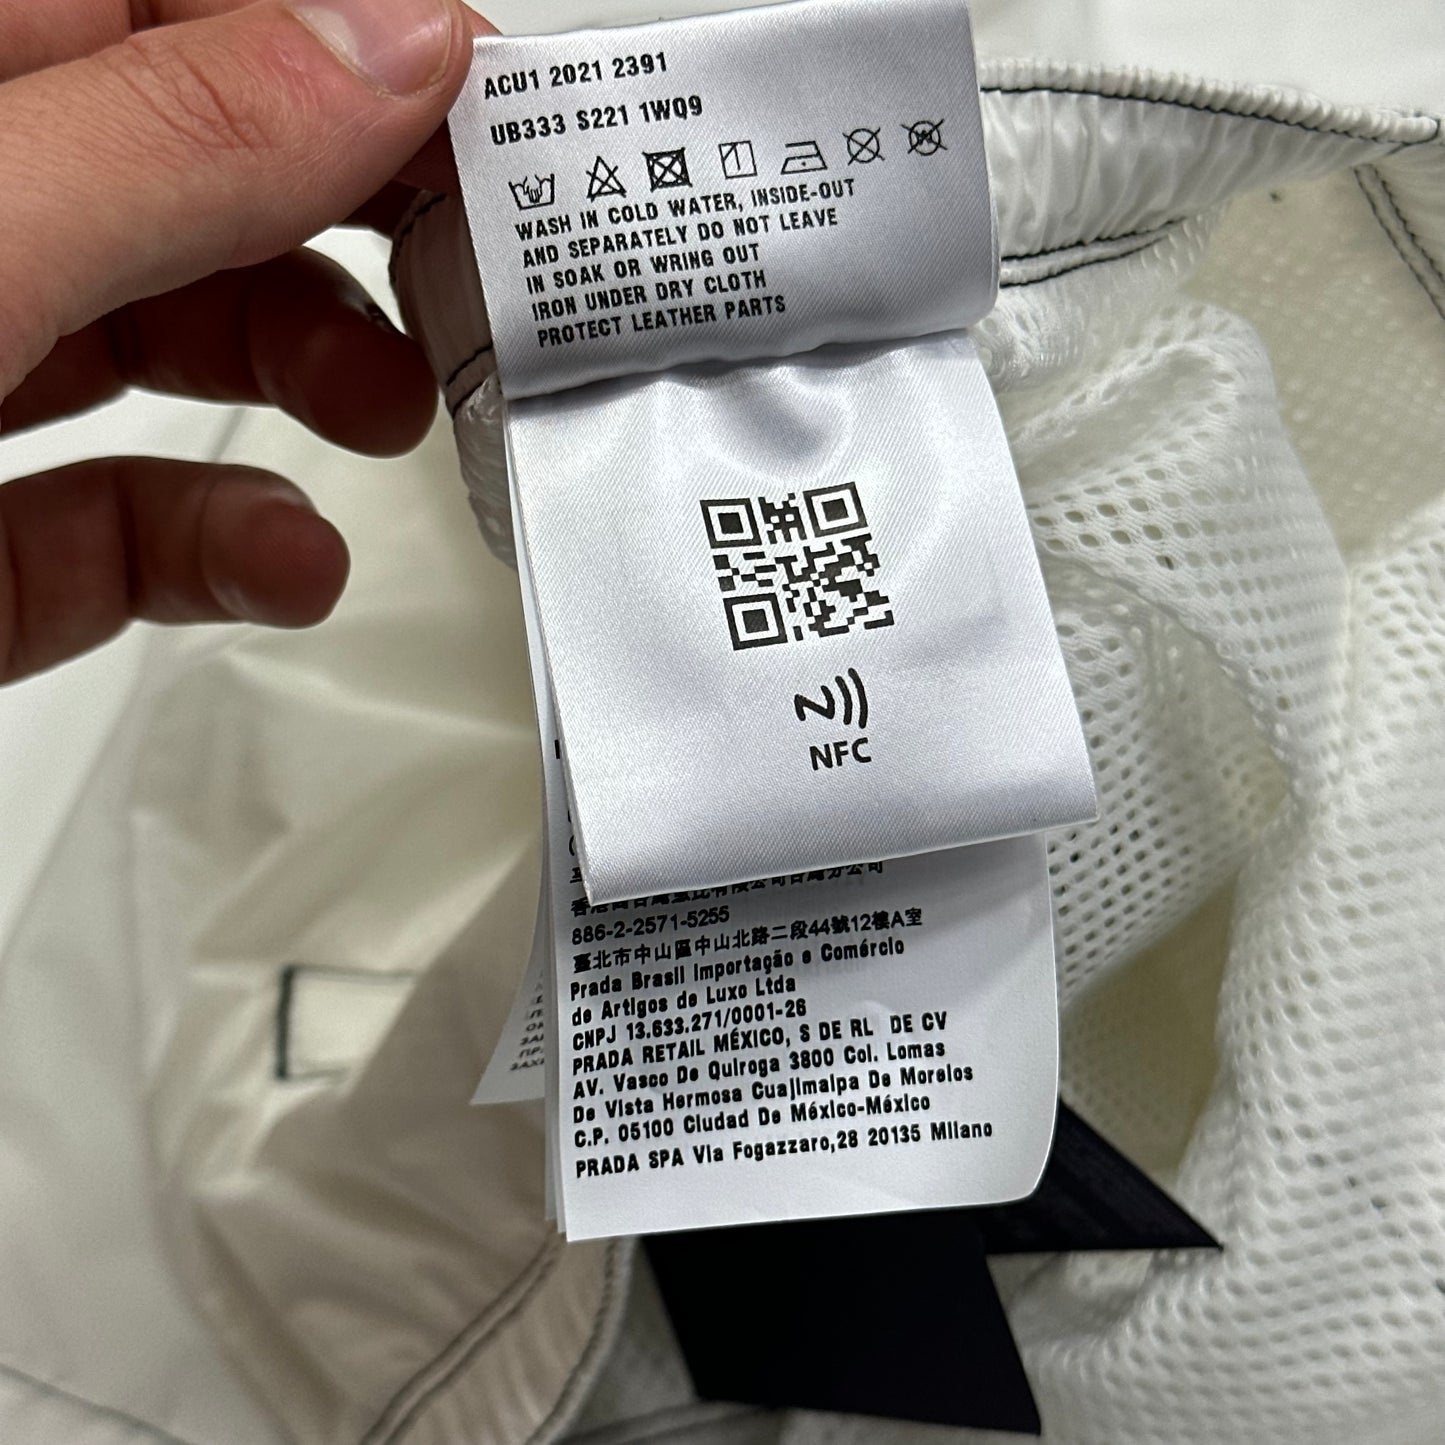 ACU1 2021 2391
UB333 S221 1WQ9
WASH IN COLD WATER, INSIDE-OUT
AND SEPARATELY DO NOT LEAVE
IN SOAK OR WRING OUT
IRON UNDER DRY CLOTH
PROTECT LEATHER PARTS
NFC
886-2-2571-5255
臺北市中山區中山北路二段44號12樓A室
Prada Brasil Importação e Comércio
de Artigos de Luxo Ltda
CNPJ 13.633.271/0001-26
PRADA RETAIL MÉXICO, S DE RL DE CV
AV. Vasco De Quiroga 3800 Col. Lomas
De Vista Hermosa Cuajimalpa De Morelos
C.P. 05100 Ciudad De México-México
PRADA SPA Via Fogazzaro,28 20135 Milano